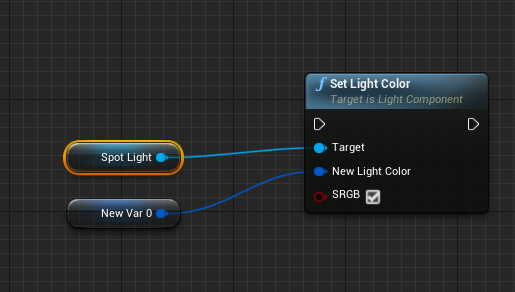 Set Light Color
Target is Light Component
Spot Light
Target
New Light Color
New Var 0
SRGB